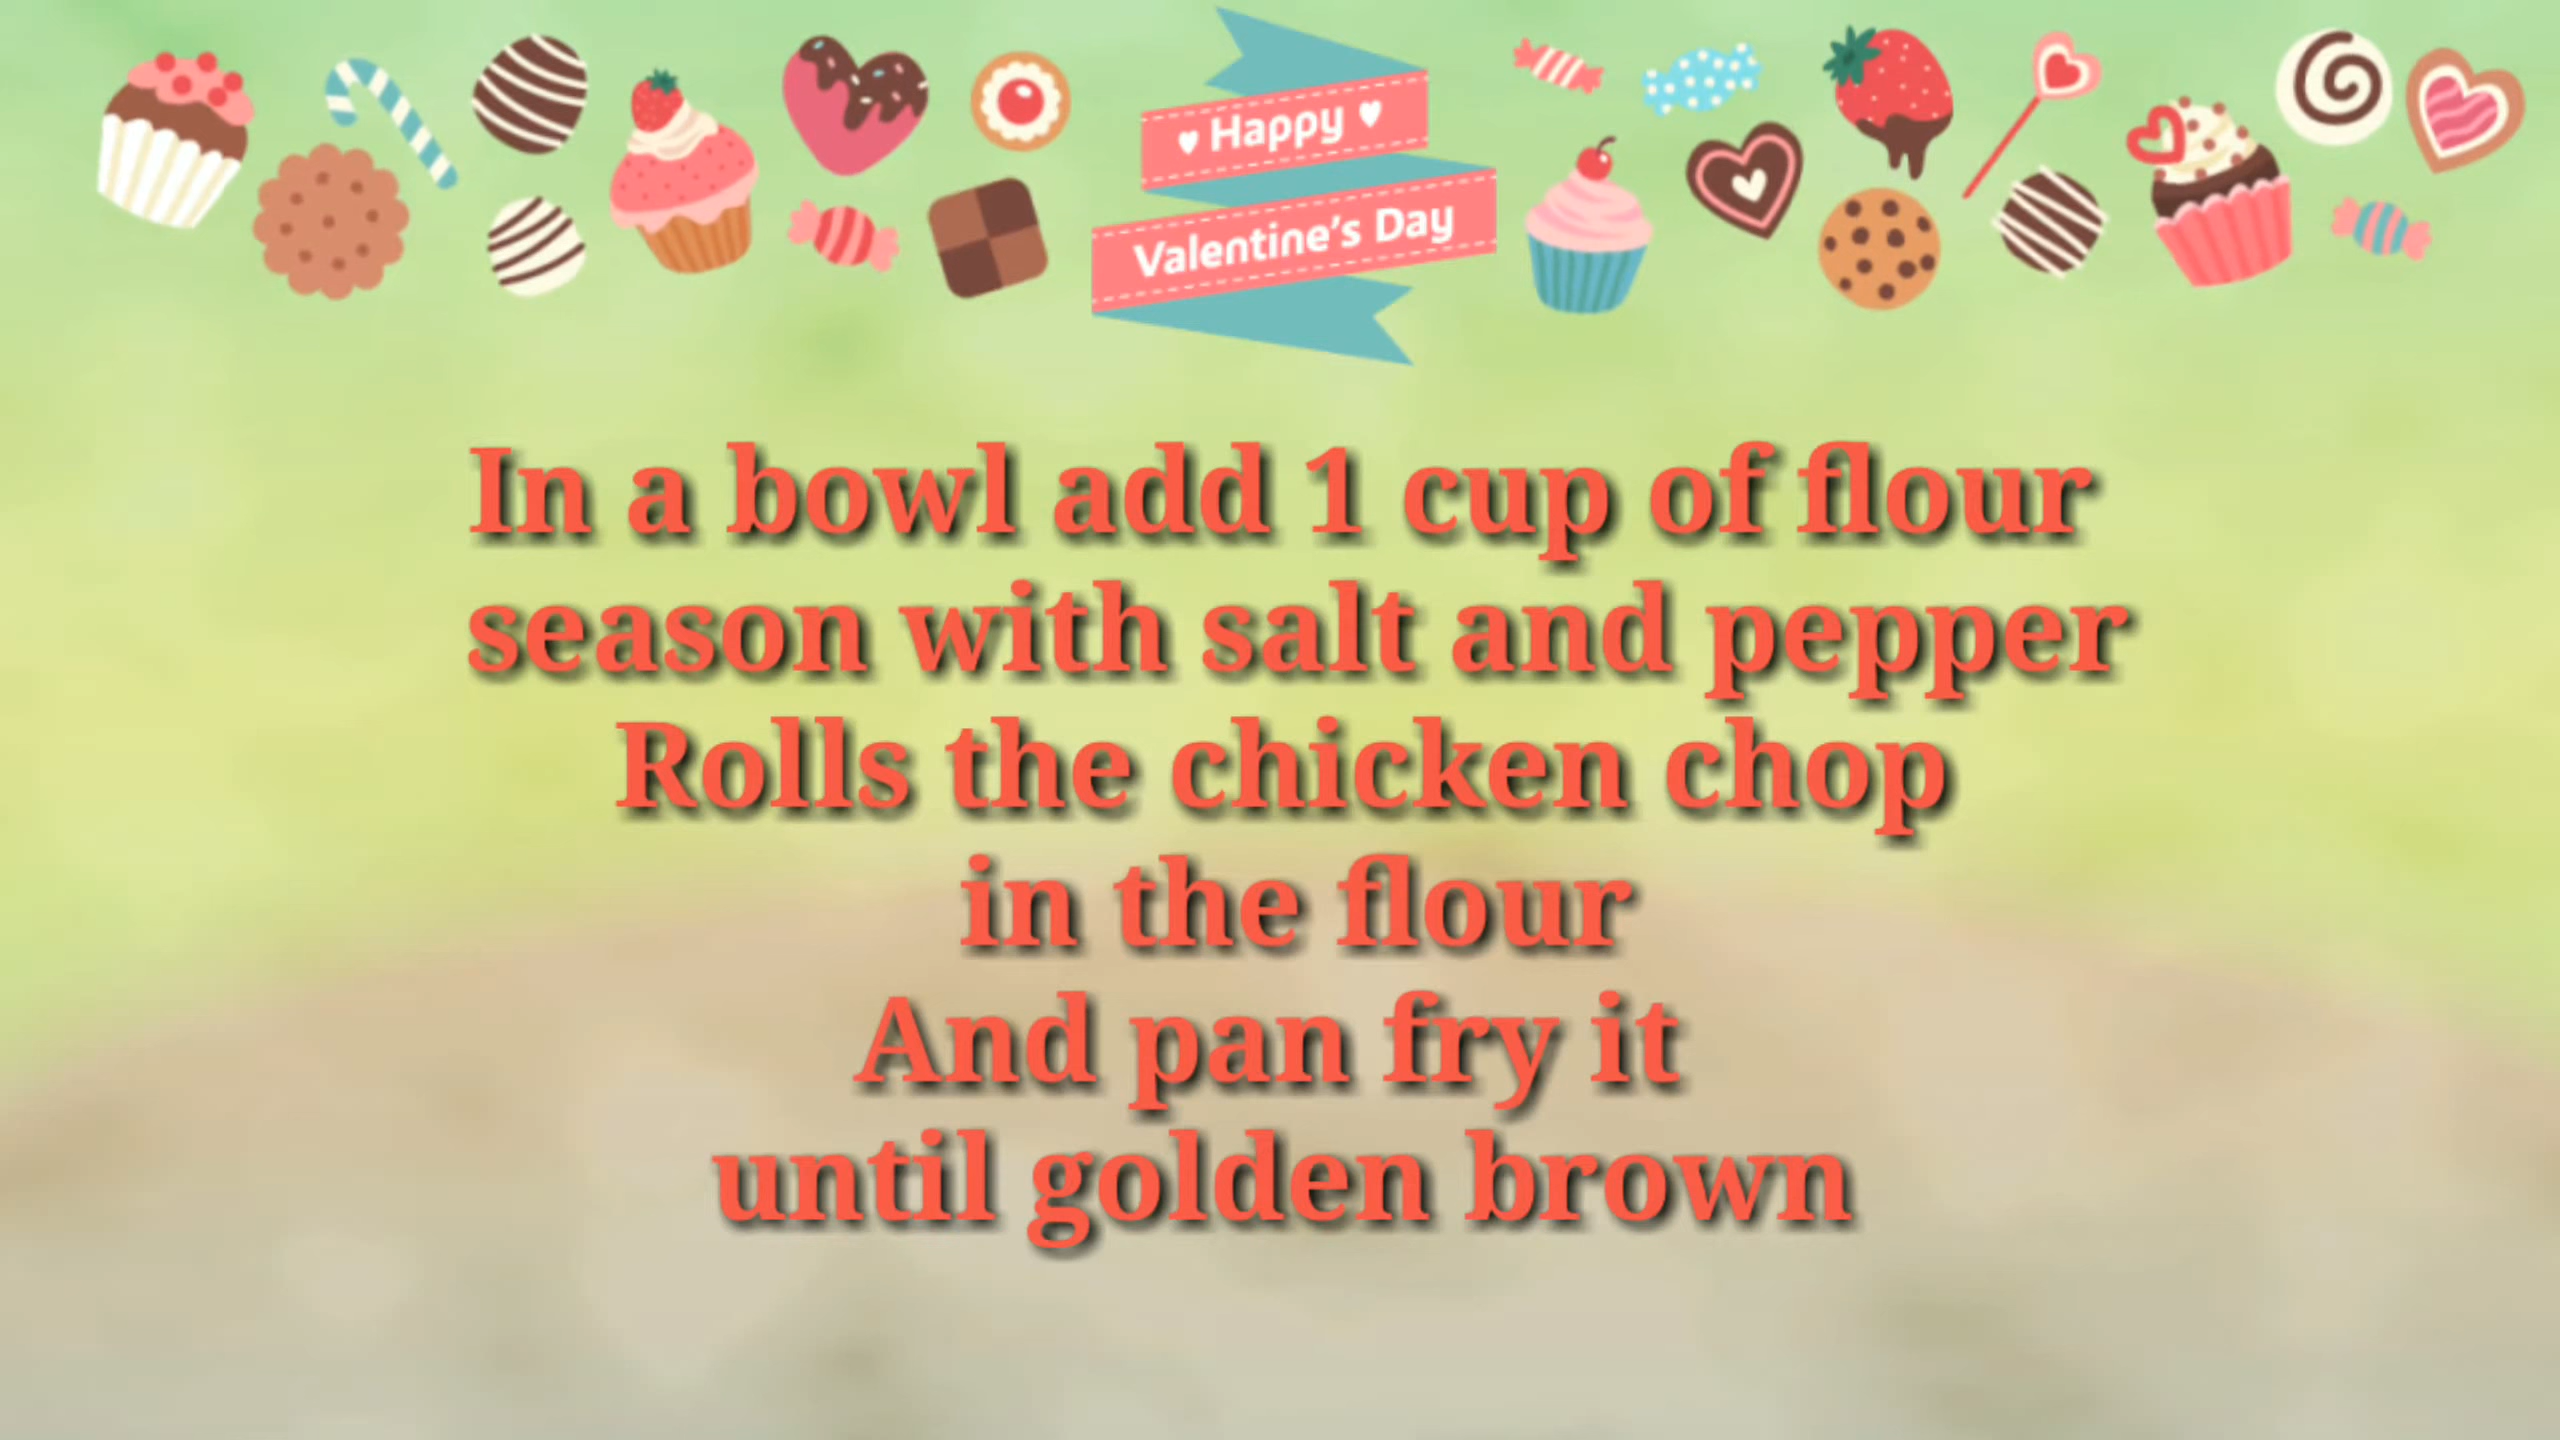 ♥ Happy ♥
Valentine's Day
In a bowl add 1 cup of flour
season with salt and pepper
Rolls the chicken chop
in the flour
And pan fry it
until golden brown